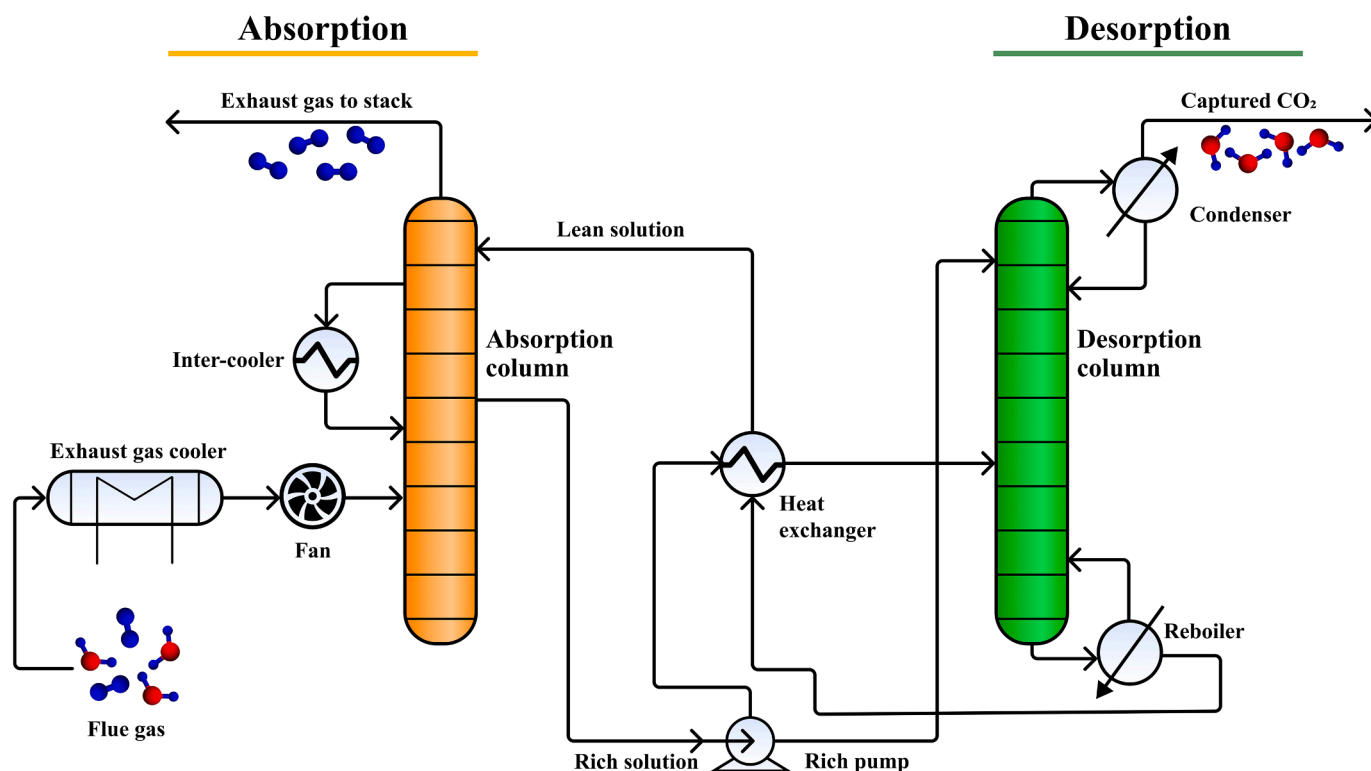 Absorption
Desorption
Exhaust gas to stack
Captured CO₂
Lean solution
Condenser
Inter-cooler
Absorption
column
Desorption
column
Exhaust gas cooler
Fan
Heat
exchanger
Reboiler
Flue gas
Rich solution
Rich pump